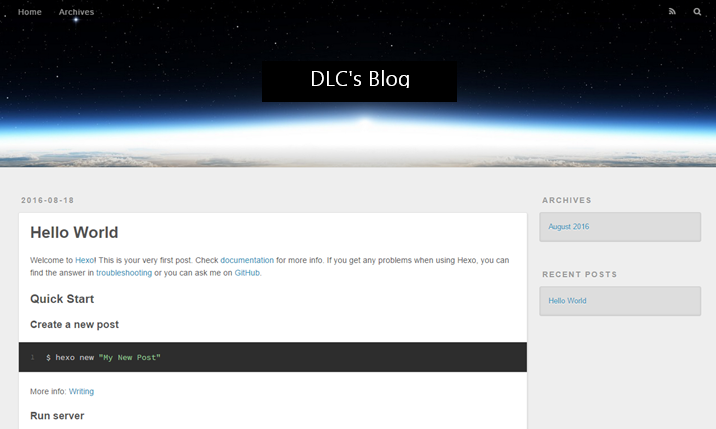 Home Archives
DLC's Blog
2016-08-18
Hello World
Welcome to Hexo! This is your very first post. Check documentation for more info. If you get any problems when using Hexo, you can
find the answer in troubleshooting or you can ask me on GitHub.
Quick Start
Create a new post
1 $ hexo new "My New Post"
More info: Writing
Run server
ARCHIVES
August 2016
RECENT POSTS
Hello World